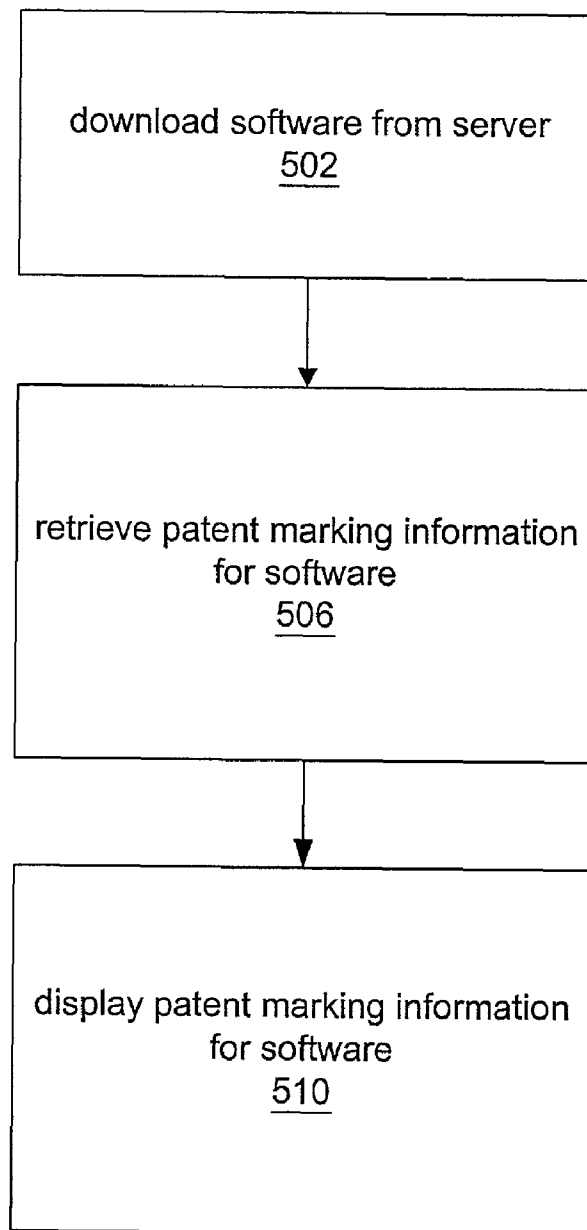 download software from server
502
retrieve patent marking information
for software
506
display patent marking information
for software
510